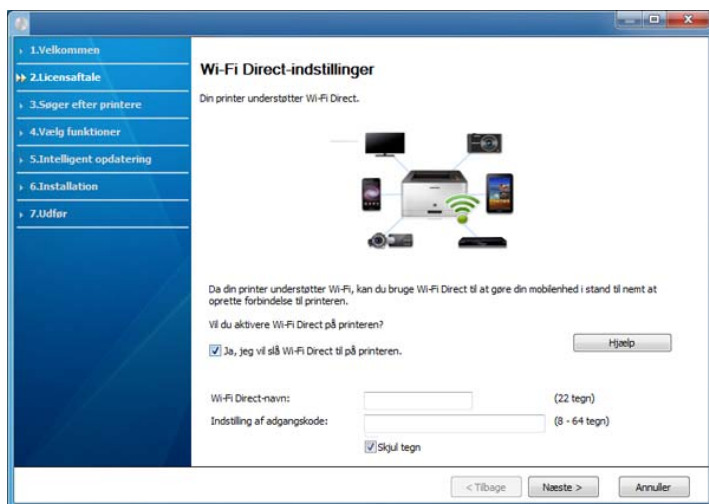 1.Velkommen
2.Licensaftale
3.Søger efter printere
4.Vælg funktioner
5.Intelligent opdatering
6.Installation
7.Udfør
Wi-Fi Direct-indstillinger
Din printer understøtter Wi-Fi Direct.
Da din printer understøtter Wi-Fi, kan du bruge Wi-Fi Direct til at gøre din mobilenhed i stand til nemt at
oprette forbindelse til printeren.
Vil du aktivere Wi-Fi Direct på printeren?
Ja, jeg vil slå Wi-Fi Direct til på printeren.
Hjælp
Wi-Fi Direct-navn: (22 tegn)
Indstilling af adgangskode: (8 - 64 tegn)
Skjul tegn
< Tilbage Næste > Annuller